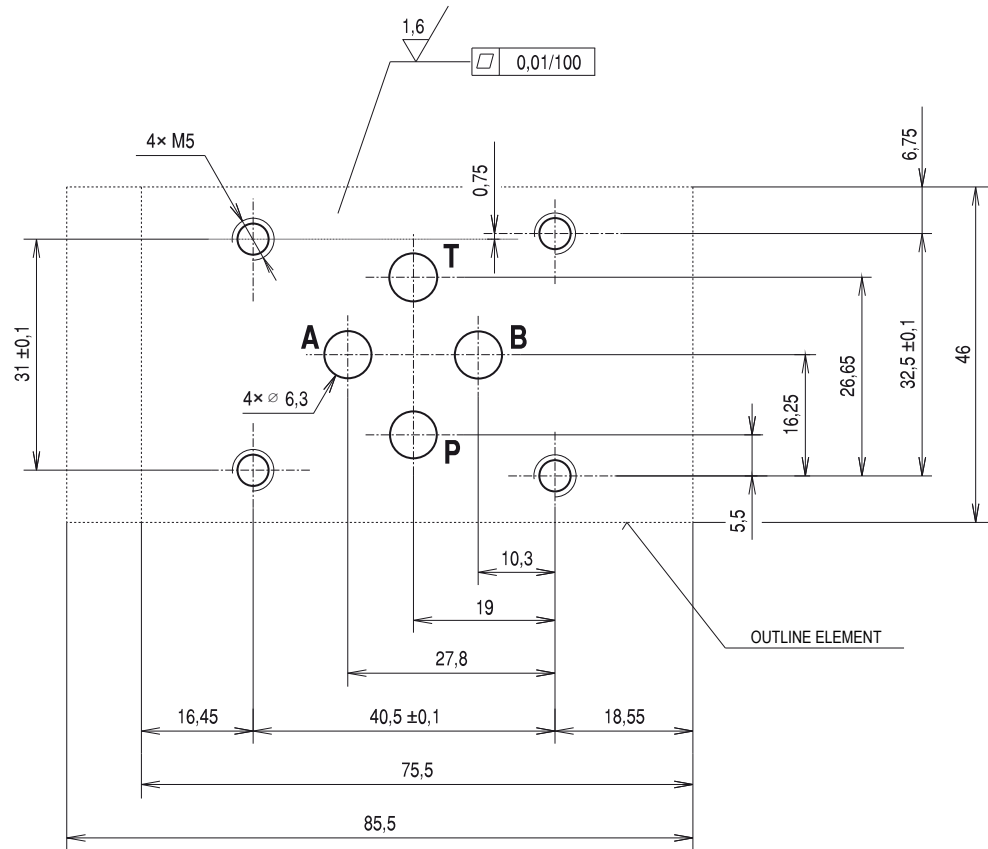 1,6
0,01/100
4× M5
0,75
6,75
T
A
B
4× ⌀ 6,3
P
31 ±0,1
16,25
26,65
32,5 ±0,1
46
5,5
10,3
19
OUTLINE ELEMENT
27,8
16,45
40,5 ±0,1
18,55
75,5
85,5